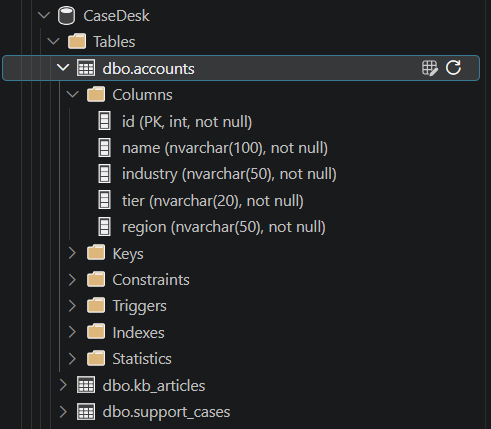 CaseDesk
Tables
dbo.accounts
Columns
id (PK, int, not null)
name (nvarchar(100), not null)
industry (nvarchar(50), not null)
tier (nvarchar(20), not null)
region (nvarchar(50), not null)
Keys
Constraints
Triggers
Indexes
Statistics
dbo.kb_articles
dbo.support_cases